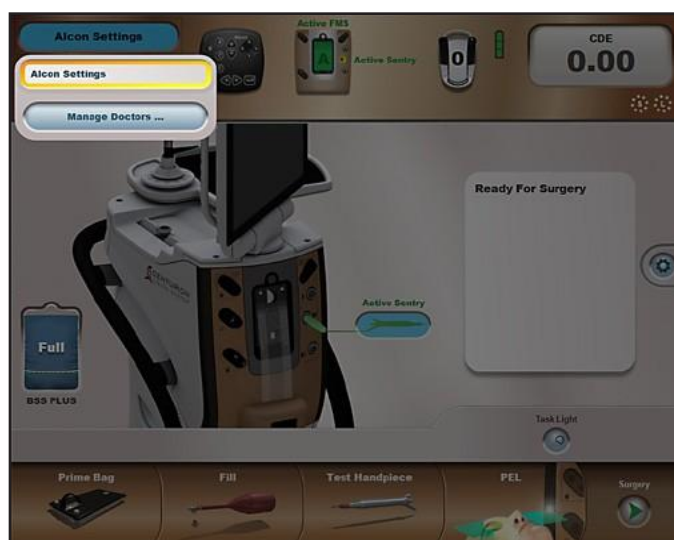 Alcon Settings
Active FMS
A
Active Sentry
0
CDE
0.00
Alcon Settings
Manage Doctors ...
Ready For Surgery
CENTURION
Active Sentry
Full
BSS PLUS
Task Light
Prime Bag
Fill
Test Handpiece
PEL
Surgery